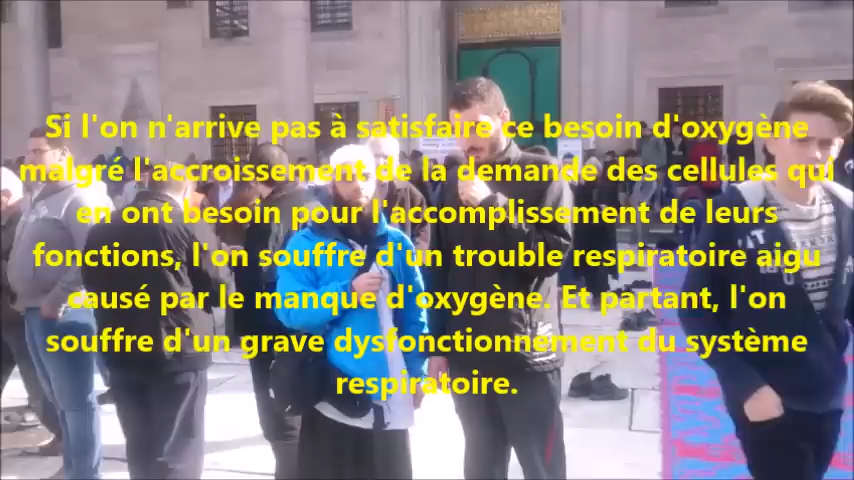 Si l'on n'arrive pas à satisfaire ce besoin d'oxygène
malgré l'accroissement de la demande des cellules qui
en ont besoin pour l'accomplissement de leurs
fonctions, l'on souffre d'un trouble respiratoire aigu
causé par le manque d'oxygène. Et partant, l'on
souffre d'un grave dysfonctionnement du système
respiratoire.